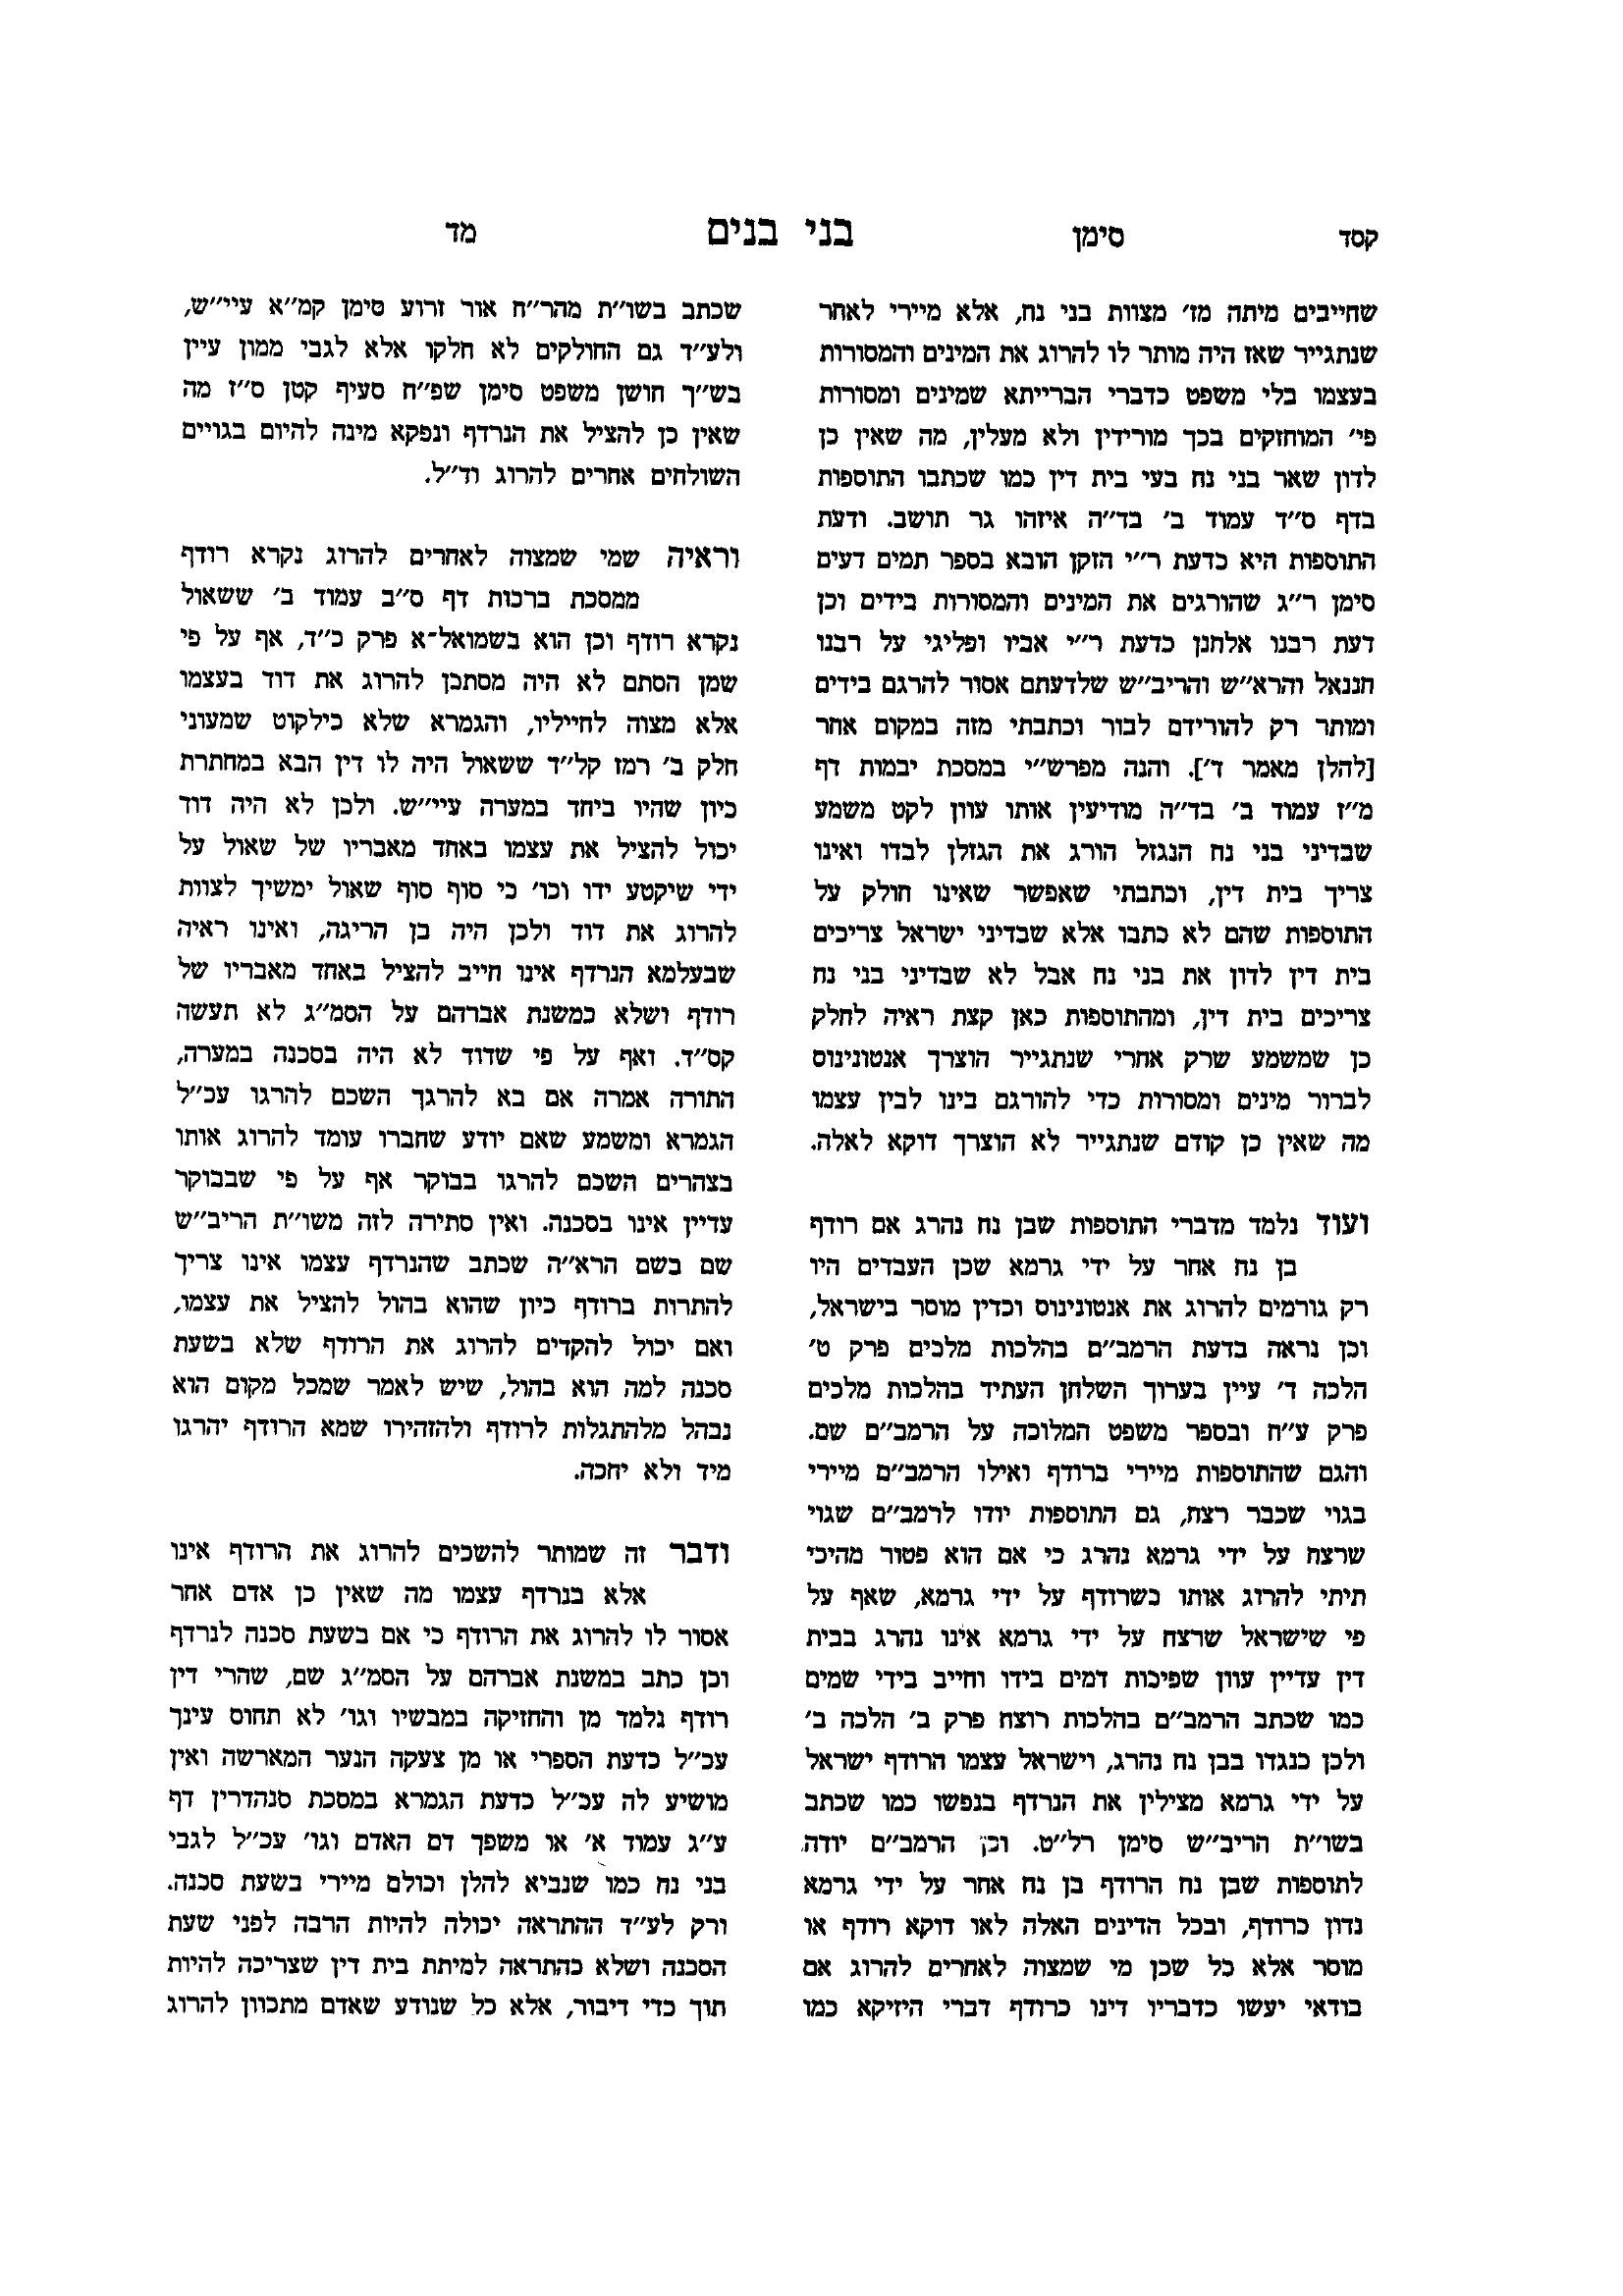 קסד סימן בני בנים מד
שחייבים מיתה מז׳ מצוות בני נח, אלא מיירי לאחר
שנתגייר שאז היה מותר לו להרוג את המינים והמסורות
בעצמו בלי משפט כדברי הברייתא שמינים ומסורות
פי׳ המוחזקים בכך מורידין ולא מעלין, מה שאין כן
לדון שאר בני נח בעי בית דין כמו שכתבו התוספות
בדף ס״ד עמוד ב׳ בד״ה איזהו גר תושב. ודעת
התוספות היא כדעת ר״י הזקן הובא בספר תמים דעים
סימן ר״ג שהורגים את המינים והמסורות בידים וכן
דעת רבנו אלחנן כדעת ר״י אביו ופליגי על רבנו
חננאל והרא״ש והריב״ש שלדעתם אסור להרגם בידים
ומותר רק להורידם לבור וכתבתי מזה במקום אחר
[להלן מאמר ד׳]. והנה מפרש״י במסכת יבמות דף
מ״ז עמוד ב׳ בד״ה מודיעין אותו עוון לקט משמע
שבדיני בני נח הנגזל הורג את הגזלן לבדו ואינו
צריך בית דין, וכתבתי שאפשר שאינו חולק על
התוספות שהם לא כתבו אלא שבדיני ישראל צריכים
בית דין לדון את בני נח אבל לא שבדיני בני נח
צריכים בית דין, ומהתוספות כאן קצת ראיה לחלק
כן שמשמע שרק אחרי שנתגייר הוצרך אנטונינוס
לברור מינים ומסורות כדי להורגם בינו לבין עצמו
מה שאין כן קודם שנתגייר לא הוצרך דוקא לאלה.
ועוד נלמד מדברי התוספות שבן נח נהרג אם רודף
בן נח אחר על ידי גרמא שכן העבדים היו
רק גורמים להרוג את אנטונינוס וכדין מוסר בישראל,
וכן נראה בדעת הרמב״ם בהלכות מלכים פרק ט׳
הלכה ד׳ עיין בערוך השלחן העתיד בהלכות מלכים
פרק ע״ח ובספר משפט המלוכה על הרמב״ם שם.
והגם שהתוספות מיירי ברודף ואילו הרמב״ם מיירי
בגוי שכבר רצח, גם התוספות יודו לרמב״ם שגוי
שרצח על ידי גרמא נהרג כי אם הוא פטור מהיכי
תיתי להרוג אותו כשרודף על ידי גרמא, שאף על
פי שישראל שרצח על ידי גרמא אינו נהרג בבית
דין עדיין עוון שפיכות דמים בידו וחייב בידי שמים
כמו שכתב הרמב״ם בהלכות רוצח פרק ב׳ הלכה ב׳
ולכן כנגדו בבן נח נהרג, וישראל עצמו הרודף ישראל
על ידי גרמא מצילין את הנרדף בנפשו כמו שכתב
בשו״ת הריב״ש סימן רל״ט. וכן הרמב״ם יודה
לתוספות שבן נח הרודף בן נח אחר על ידי גרמא
נדון כרודף, ובכל הדינים האלה לאו דוקא רודף או
מוסר אלא כל שכן מי שמצוה לאחרים להרוג אם
בודאי יעשו כדבריו דינו כרודף דברי היזיקא כמו
שכתב בשו״ת מהר״ח אור זרוע סימן קמ״א עיי״ש,
ולע״ד גם החולקים לא חלקו אלא לגבי ממון עיין
בש״ך חושן משפט סימן שפ״ח סעיף קטן ס״ז מה
שאין כן להציל את הנרדף ונפקא מינה להיום בגויים
השולחים אחרים להרוג וד״ל.
וראיה שמי שמצוה לאחרים להרוג נקרא רודף
ממסכת ברכות דף ס״ב עמוד ב׳ ששאול
נקרא רודף וכן הוא בשמואל־א פרק כ״ד, אף על פי
שמן הסתם לא היה מסתכן להרוג את דוד בעצמו
אלא מצוה לחייליו, והגמרא שלא כילקוט שמעוני
חלק ב׳ רמז קל״ד ששאול היה לו דין הבא במחתרת
כיון שהיו ביחד במערה עיי״ש. ולכן לא היה דוד
יכול להציל את עצמו באחד מאבריו של שאול על
ידי שיקטע ידו וכו׳ כי סוף סוף שאול ימשיך לצוות
להרוג את דוד ולכן היה בן הריגה, ואינו ראיה
שבעלמא הנרדף אינו חייב להציל באחד מאבריו של
רודף ושלא כמשנת אברהם על הסמ״ג לא תעשה
קס״ד. ואף על פי שדוד לא היה בסכנה במערה,
התורה אמרה אם בא להרגך השכם להרגו עכ״ל
הגמרא ומשמע שאם יודע שחברו עומד להרוג אותו
בצהרים השכם להרגו בבוקר אף על פי שבבוקר
עדיין אינו בסכנה. ואין סתירה לזה משו״ת הריב״ש
שם בשם הרא״ה שכתב שהנרדף עצמו אינו צריך
להתרות ברודף כיון שהוא בהול להציל את עצמו,
ואם יכול להקדים להרוג את הרודף שלא בשעת
סכנה למה הוא בהול, שיש לאמר שמכל מקום הוא
נבהל מלהתגלות לרודף ולהזהירו שמא הרודף יהרגו
מיד ולא יחכה.
ודבר זה שמותר להשכים להרוג את הרודף אינו
אלא בנרדף עצמו מה שאין כן אדם אחר
אסור לו להרוג את הרודף כי אם בשעת סכנה לנרדף
וכן כתב במשנת אברהם על הסמ״ג שם, שהרי דין
רודף נלמד מן והחזיקה במבשיו וגו׳ לא תחוס עינך
עכ״ל כדעת הספרי או מן צעקה הנער המארשה ואין
מושיע לה עכ״ל כדעת הגמרא במסכת סנהדרין דף
ע״ג עמוד א׳ או משפך דם האדם וגו׳ עכ״ל לגבי
בני נח כמו שנביא להלן וכולם מיירי בשעת סכנה.
ורק לע״ד ההתראה יכולה להיות הרבה לפני שעת
הסכנה ושלא כהתראה למיתת בית דין שצריכה להיות
תוך כדי דיבור, אלא כל שנודע שאדם מתכוון להרוג